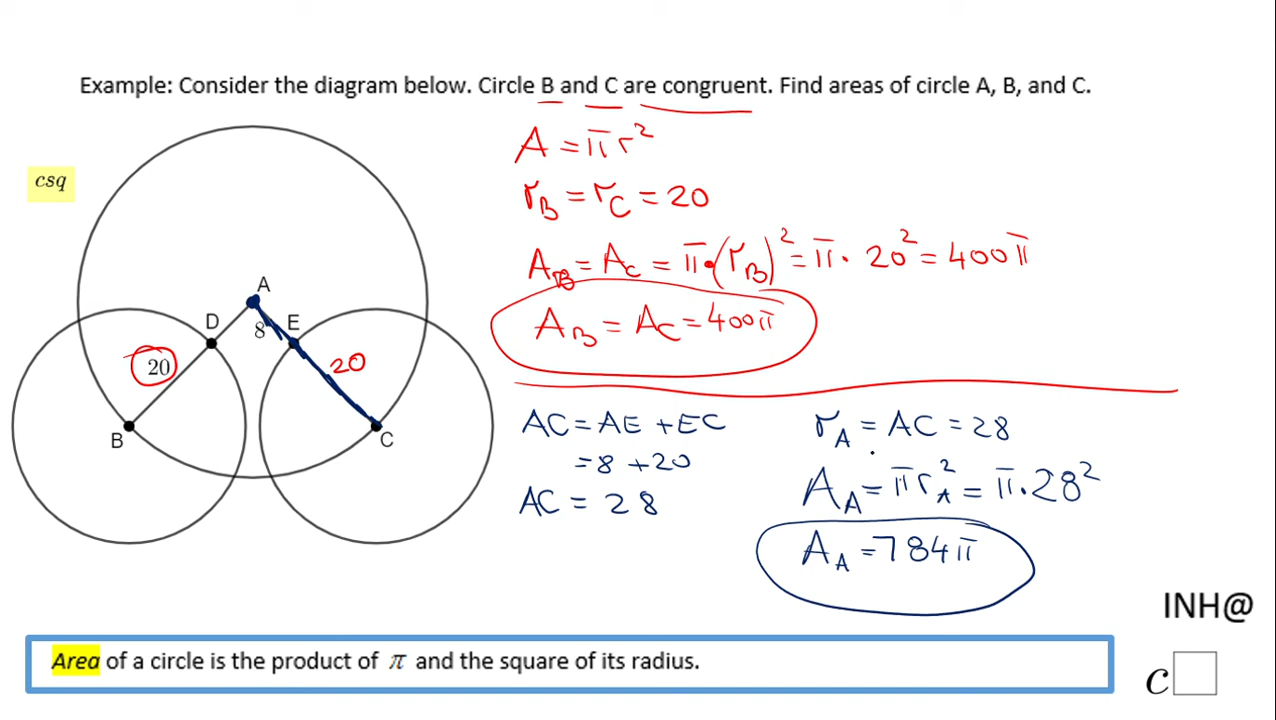 Example: Consider the diagram below. Circle B and C are congruent. Find areas of circle A, B, and C.
csq
A = πr²
r_B = r_C = 20
A_B = A_C = π·(r_B)² = π · 20² = 400π
A_B = A_C = 400π
A
D
E
8
20
20
B
C
AC = AE + EC
= 8 + 20
AC = 28
r_A = AC = 28
A_A = πr_A² = π·28²
A_A = 784π
INH@
Area of a circle is the product of π and the square of its radius.
c